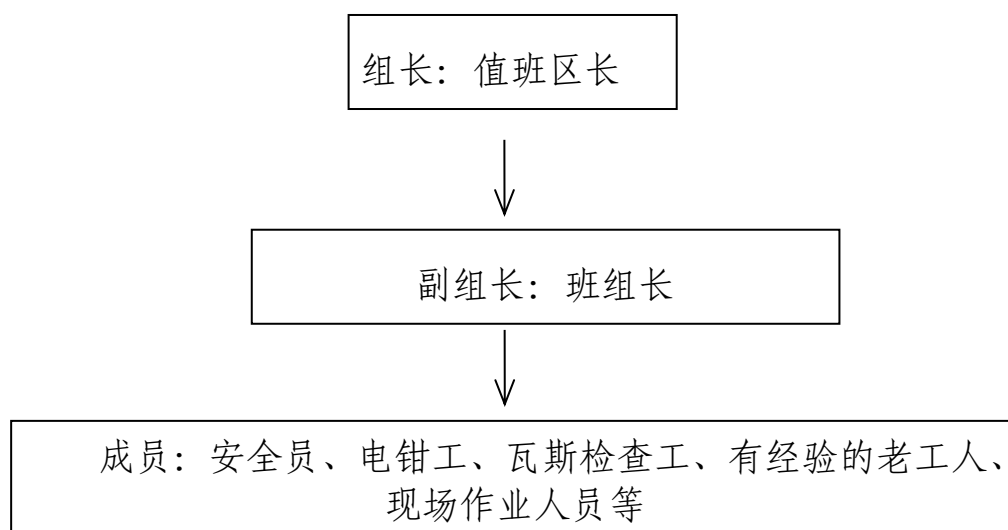 组长：值班区长
副组长：班组长
成员：安全员、电钳工、瓦斯检查工、有经验的老工人、
现场作业人员等